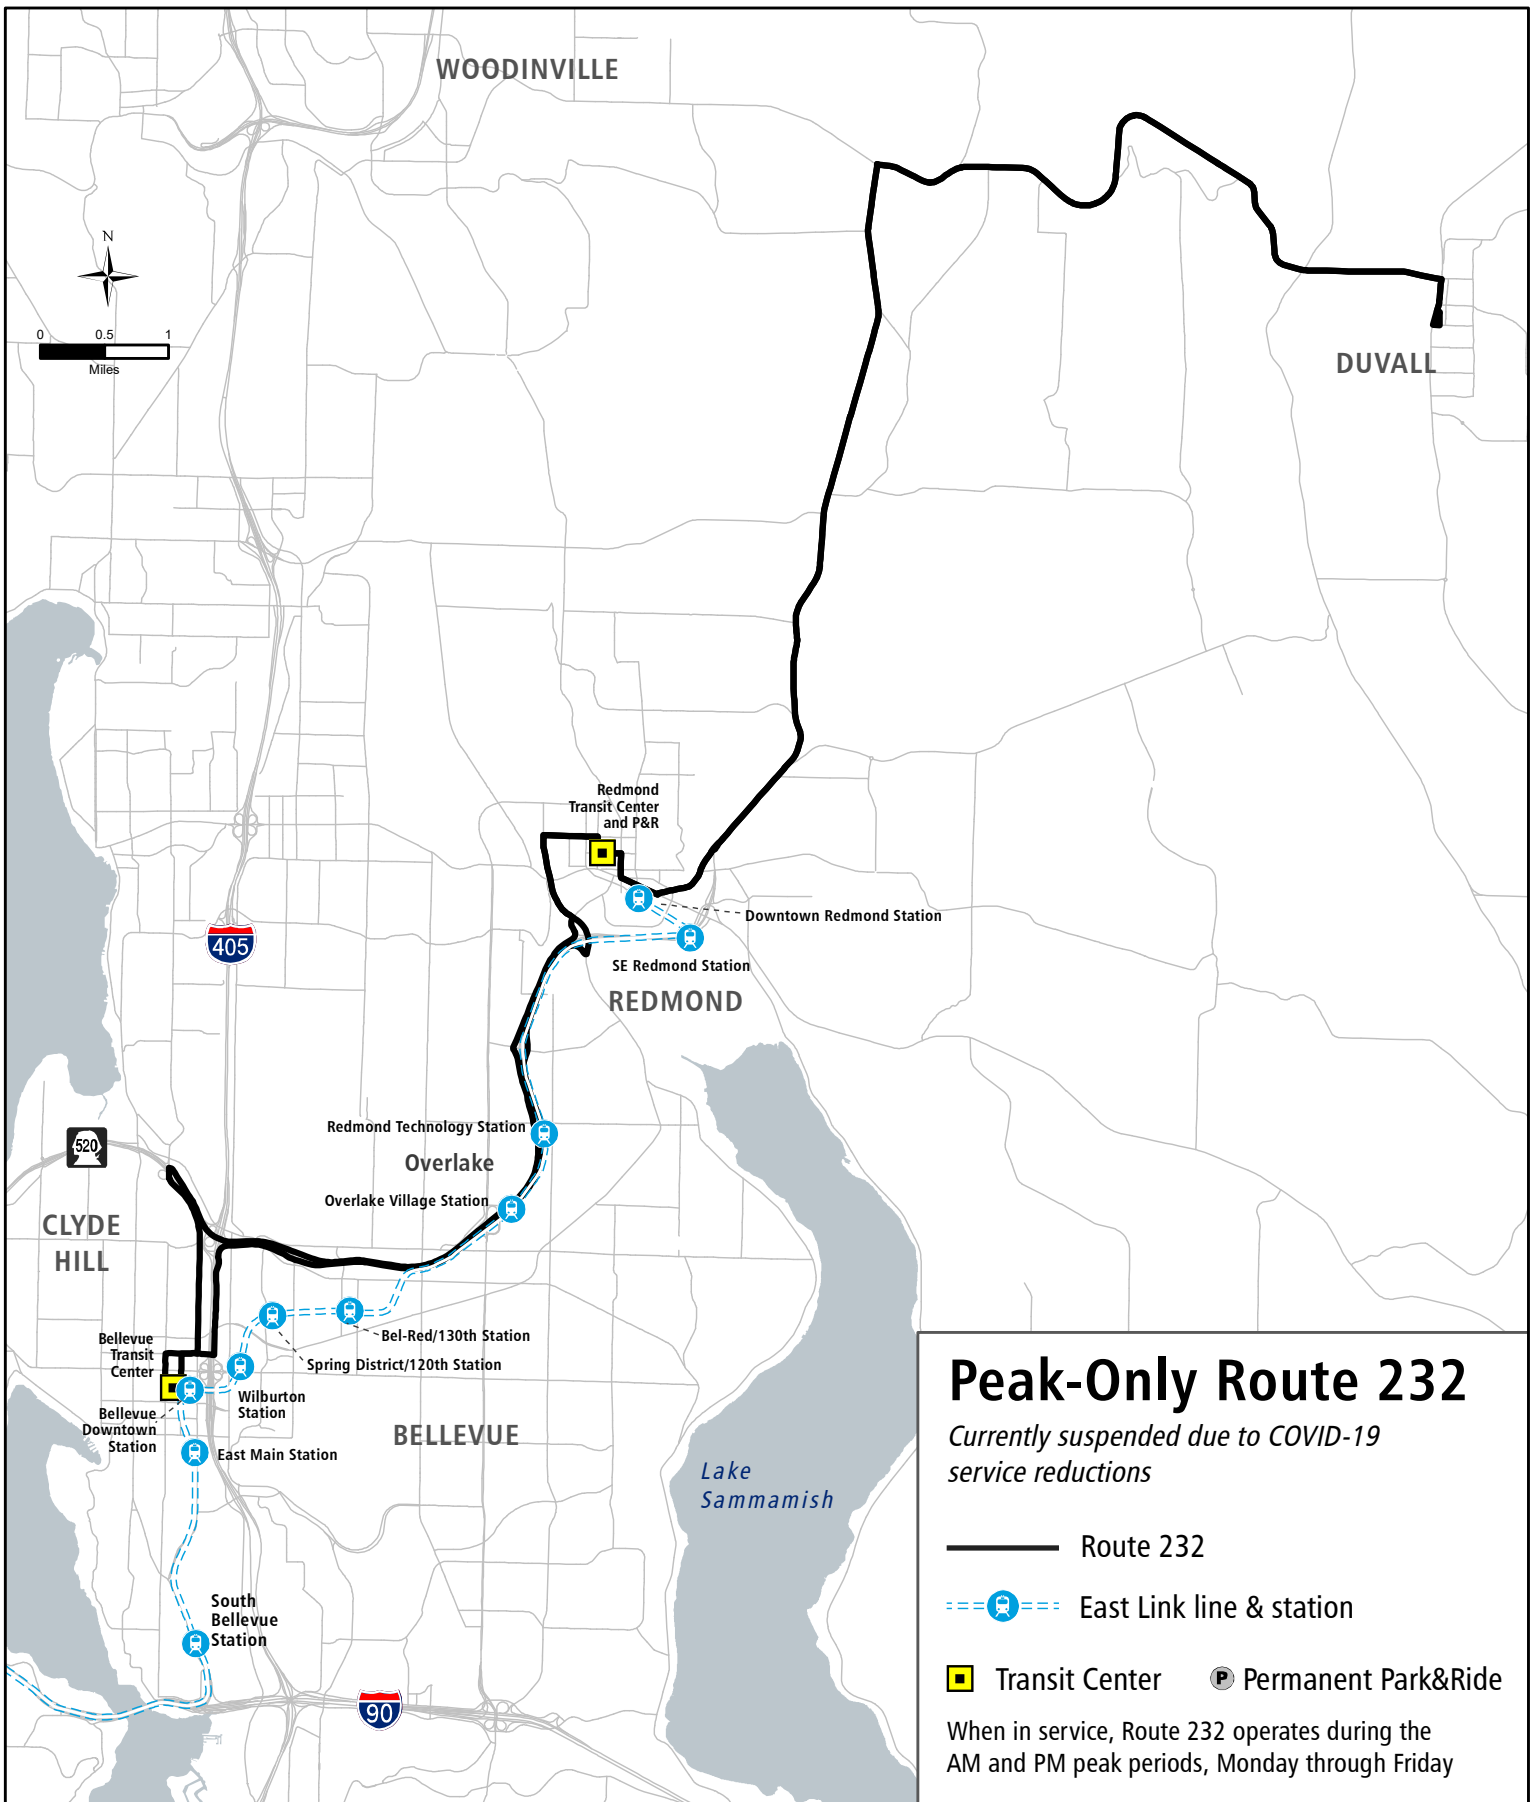 WOODINVILLE
N
0 0.5 1
Miles
DUVALL
Redmond
Transit Center
and P&R
Downtown Redmond Station
405
SE Redmond Station
REDMOND
Redmond Technology Station
520
Overlake
Overlake Village Station
CLYDE
HILL
Bel-Red/130th Station
Bellevue
Transit
Center
Spring District/120th Station
Wilburton
Station
Bellevue
Downtown
Station
BELLEVUE
East Main Station
Lake
Sammamish
South
Bellevue
Station
90
Peak-Only Route 232
Currently suspended due to COVID-19
service reductions
Route 232
East Link line & station
Transit Center
P Permanent Park&Ride
When in service, Route 232 operates during the
AM and PM peak periods, Monday through Friday